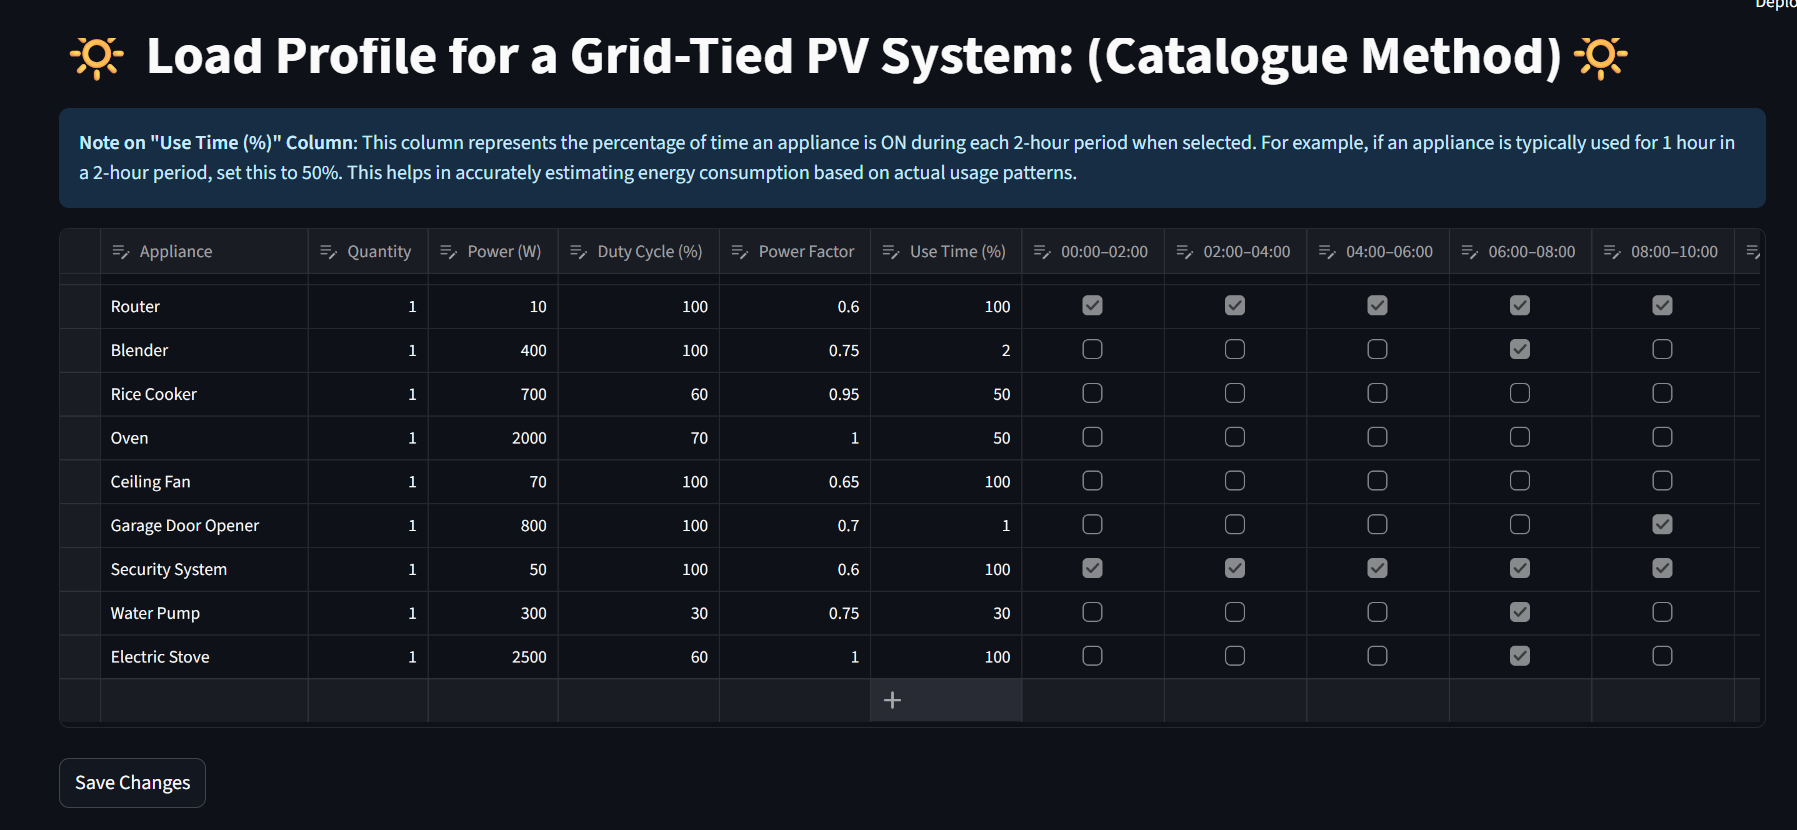 Deplo
Load Profile for a Grid-Tied PV System: (Catalogue Method)
Note on "Use Time (%)" Column: This column represents the percentage of time an appliance is ON during each 2-hour period when selected. For example, if an appliance is typically used for 1 hour in
a 2-hour period, set this to 50%. This helps in accurately estimating energy consumption based on actual usage patterns.
Appliance Quantity Power (W) Duty Cycle (%) Power Factor Use Time (%) 00:00–02:00 02:00–04:00 04:00–06:00 06:00–08:00 08:00–10:00
Router 1 10 100 0.6 100
Blender 1 400 100 0.75 2
Rice Cooker 1 700 60 0.95 50
Oven 1 2000 70 1 50
Ceiling Fan 1 70 100 0.65 100
Garage Door Opener 1 800 100 0.7 1
Security System 1 50 100 0.6 100
Water Pump 1 300 30 0.75 30
Electric Stove 1 2500 60 1 100
Save Changes